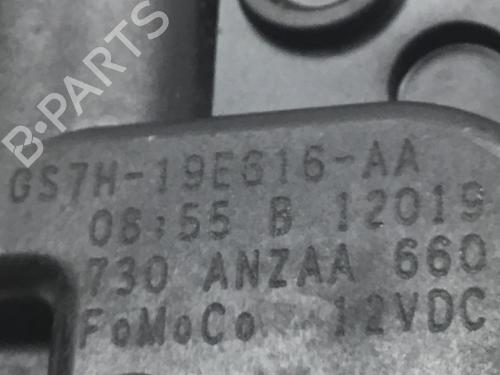 B-PARTS
GS7H-19E616-AA
08:55 B 12019
730 ANZAA 660
FoMoCo 12VDC